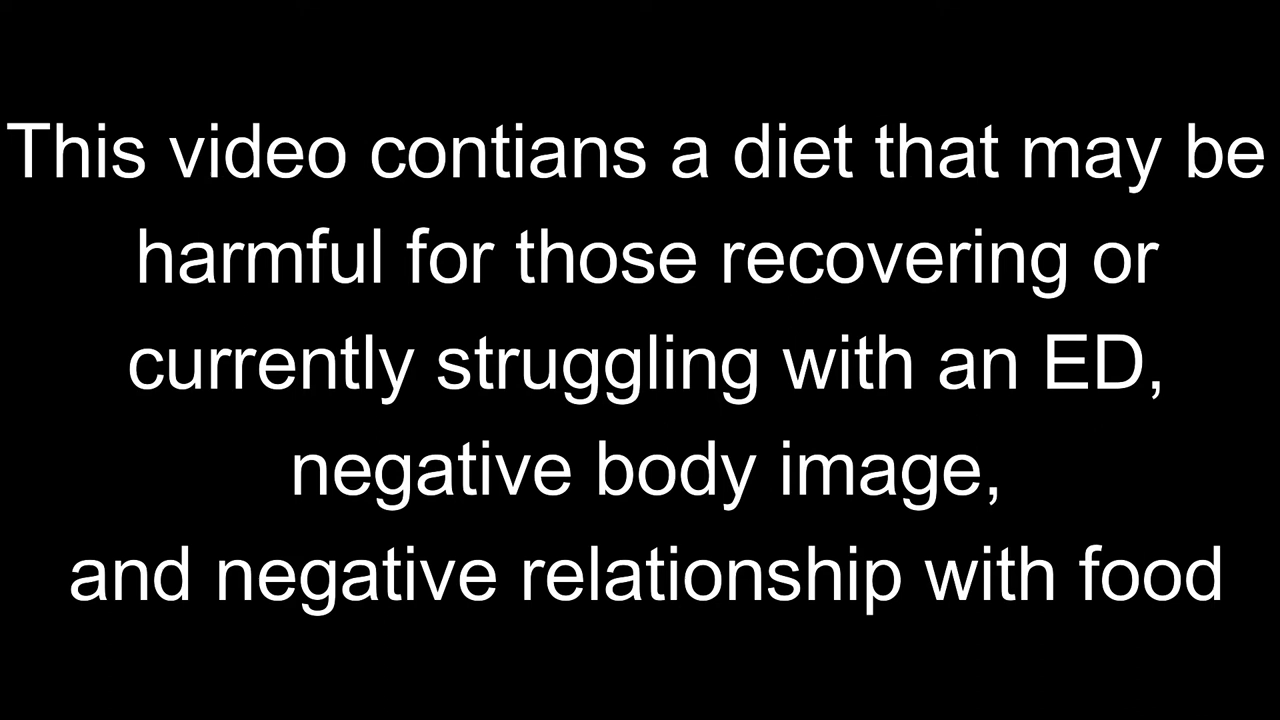 This video contians a diet that may be
harmful for those recovering or
currently struggling with an ED,
negative body image,
and negative relationship with food